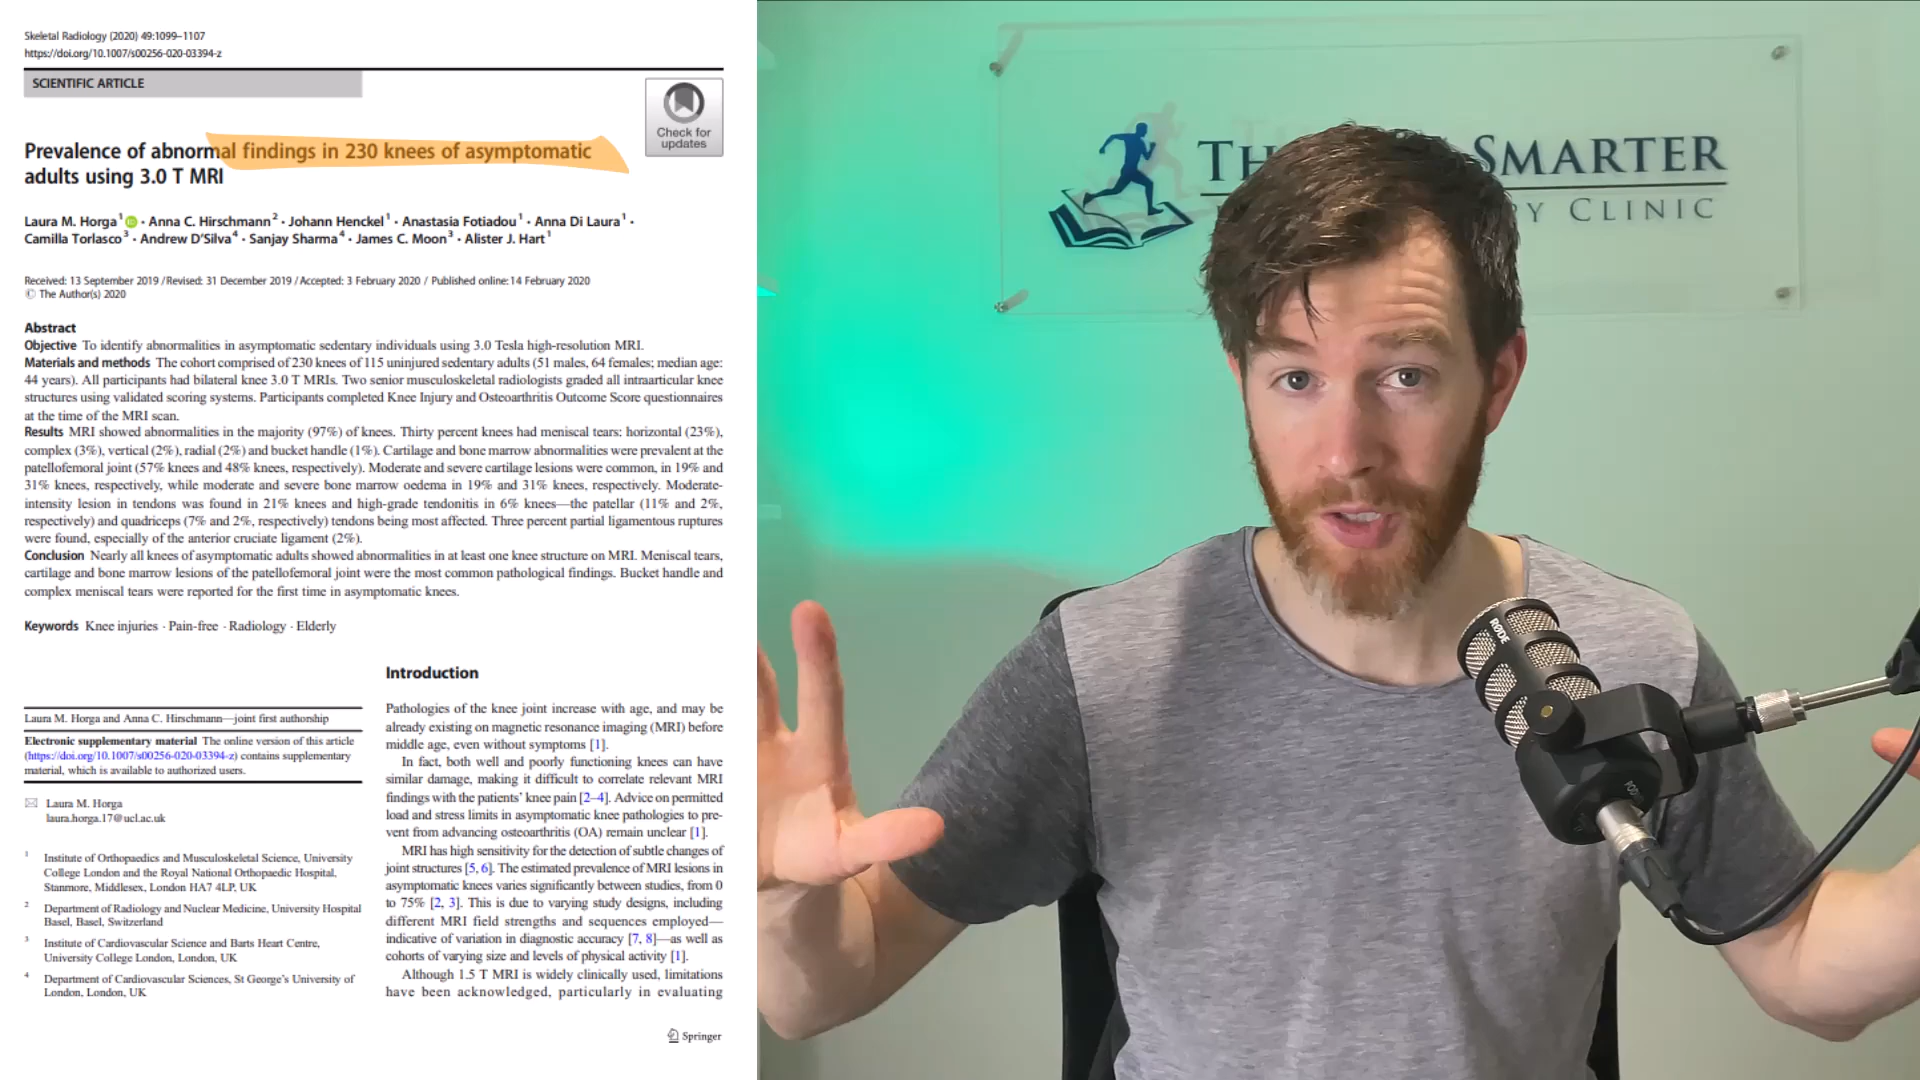 Skeletal Radiology (2020) 49:1099–1107
https://doi.org/10.1007/s00256-020-03394-z
SCIENTIFIC ARTICLE
Check for
updates
Prevalence of abnormal findings in 230 knees of asymptomatic
adults using 3.0 T MRI
Laura M. Horga 1 iD · Anna C. Hirschmann 2 · Johann Henckel 1 · Anastasia Fotiadou 1 · Anna Di Laura 1 ·
Camilla Torlasco 3 · Andrew D'Silva 4 · Sanjay Sharma 4 · James C. Moon 3 · Alister J. Hart 1
Received: 13 September 2019 / Revised: 31 December 2019 / Accepted: 3 February 2020 / Published online: 14 February 2020
© The Author(s) 2020
Abstract
Objective To identify abnormalities in asymptomatic sedentary individuals using 3.0 Tesla high-resolution MRI.
Materials and methods The cohort comprised of 230 knees of 115 uninjured sedentary adults (51 males, 64 females; median age:
44 years). All participants had bilateral knee 3.0 T MRIs. Two senior musculoskeletal radiologists graded all intraarticular knee
structures using validated scoring systems. Participants completed Knee Injury and Osteoarthritis Outcome Score questionnaires
at the time of the MRI scan.
Results MRI showed abnormalities in the majority (97%) of knees. Thirty percent knees had meniscal tears: horizontal (23%),
complex (3%), vertical (2%), radial (2%) and bucket handle (1%). Cartilage and bone marrow abnormalities were prevalent at the
patellofemoral joint (57% knees and 48% knees, respectively). Moderate and severe cartilage lesions were common, in 19% and
31% knees, respectively, while moderate and severe bone marrow oedema in 19% and 31% knees, respectively. Moderate-
intensity lesion in tendons was found in 21% knees and high-grade tendonitis in 6% knees—the patellar (11% and 2%,
respectively) and quadriceps (7% and 2%, respectively) tendons being most affected. Three percent partial ligamentous ruptures
were found, especially of the anterior cruciate ligament (2%).
Conclusion Nearly all knees of asymptomatic adults showed abnormalities in at least one knee structure on MRI. Meniscal tears,
cartilage and bone marrow lesions of the patellofemoral joint were the most common pathological findings. Bucket handle and
complex meniscal tears were reported for the first time in asymptomatic knees.
Keywords Knee injuries · Pain-free · Radiology · Elderly
Laura M. Horga and Anna C. Hirschmann—joint first authorship
Electronic supplementary material The online version of this article
(https://doi.org/10.1007/s00256-020-03394-z) contains supplementary
material, which is available to authorized users.
Laura M. Horga
laura.horga.17@ucl.ac.uk
1 Institute of Orthopaedics and Musculoskeletal Science, University
College London and the Royal National Orthopaedic Hospital,
Stanmore, Middlesex, London HA7 4LP, UK
2 Department of Radiology and Nuclear Medicine, University Hospital
Basel, Basel, Switzerland
3 Institute of Cardiovascular Science and Barts Heart Centre,
University College London, London, UK
4 Department of Cardiovascular Sciences, St George's University of
London, London, UK
Introduction
Pathologies of the knee joint increase with age, and may be
already existing on magnetic resonance imaging (MRI) before
middle age, even without symptoms [1].
In fact, both well and poorly functioning knees can have
similar damage, making it difficult to correlate relevant MRI
findings with the patients' knee pain [2–4]. Advice on permitted
load and stress limits in asymptomatic knee pathologies to pre-
vent from advancing osteoarthritis (OA) remain unclear [1].
MRI has high sensitivity for the detection of subtle changes of
joint structures [5, 6]. The estimated prevalence of MRI lesions in
asymptomatic knees varies significantly between studies, from 0
to 75% [2, 3]. This is due to varying study designs, including
different MRI field strengths and sequences employed—
indicative of variation in diagnostic accuracy [7, 8]—as well as
cohorts of varying size and levels of physical activity [1].
Although 1.5 T MRI is widely clinically used, limitations
have been acknowledged, particularly in evaluating
Springer
SMARTER
CLINIC
RØDE